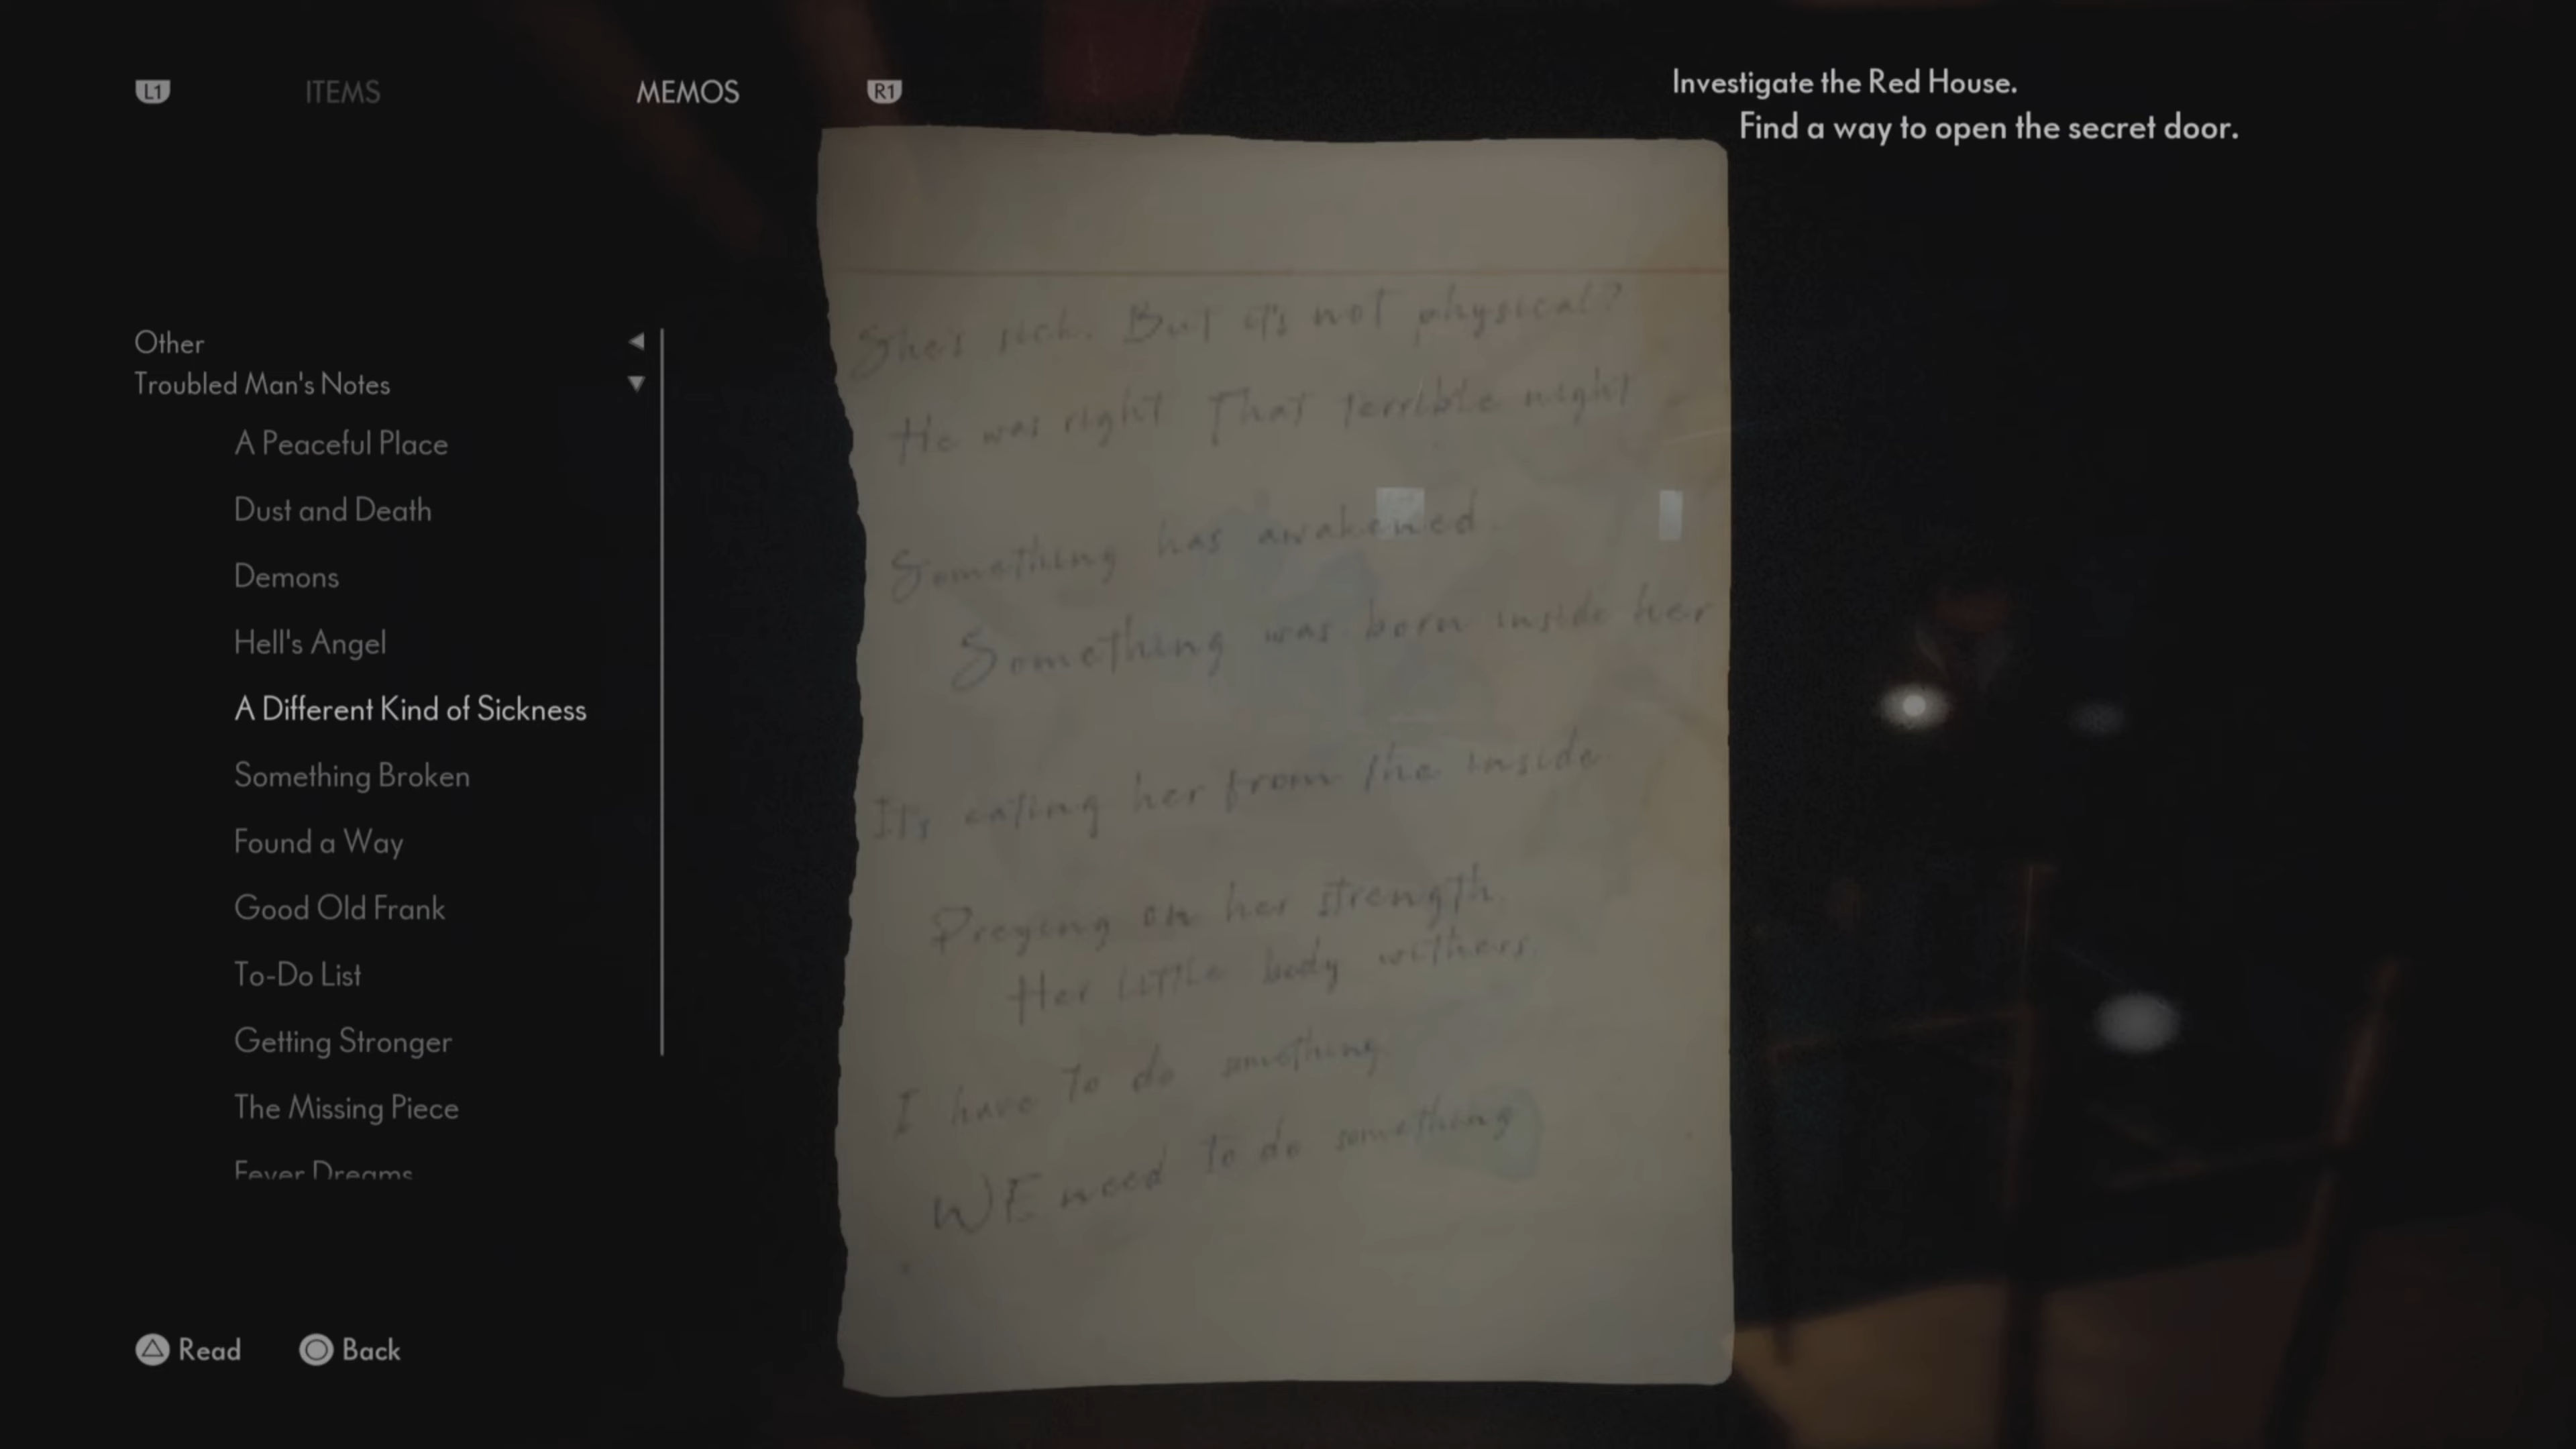 L1 ITEMS MEMOS R1
Investigate the Red House.
Find a way to open the secret door.
Other
Troubled Man's Notes
A Peaceful Place
Dust and Death
Demons
Hell's Angel
A Different Kind of Sickness
Something Broken
Found a Way
Good Old Frank
To-Do List
Getting Stronger
The Missing Piece
Fever Dreams
She's sick. But it's not physical?
He was right That terrible night
Something has awakened.
Something was born inside her
It's eating her from the inside
Preying on her strength
Her little body withers.
I have to do something
WE need to do something
Read Back